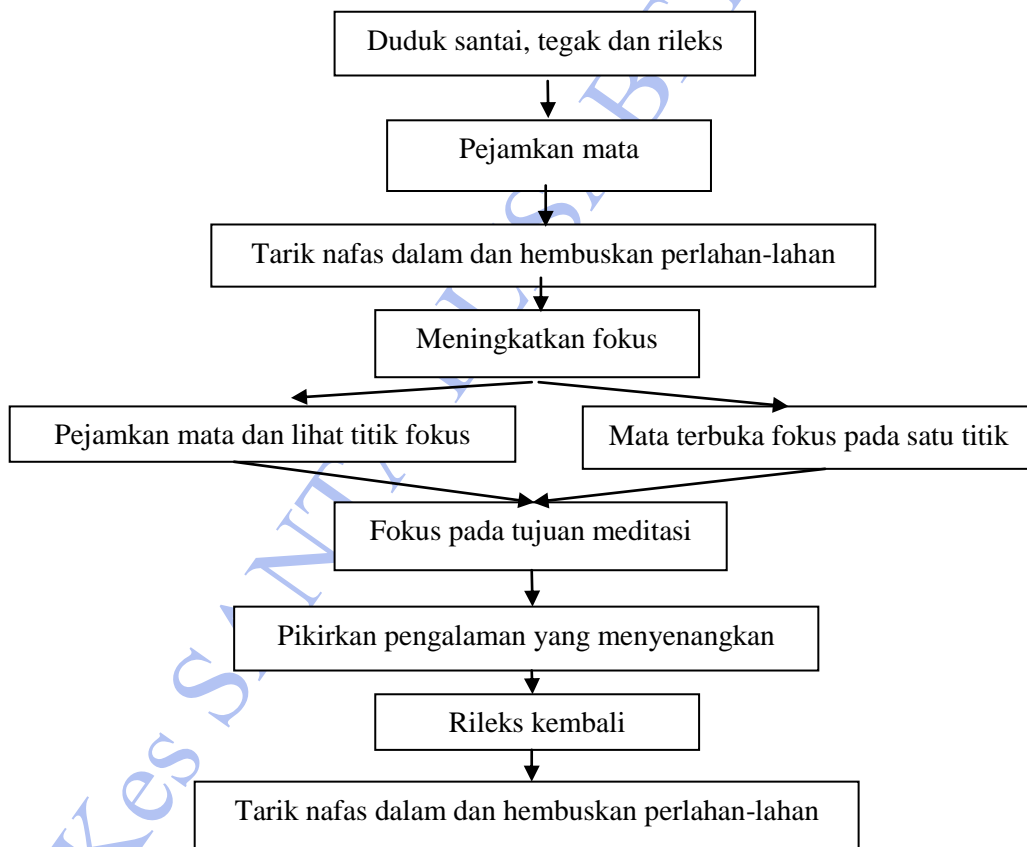 Duduk santai, tegak dan rileks
Pejamkan mata
Tarik nafas dalam dan hembuskan perlahan-lahan
Meningkatkan fokus
Pejamkan mata dan lihat titik fokus
Mata terbuka fokus pada satu titik
Fokus pada tujuan meditasi
Pikirkan pengalaman yang menyenangkan
Rileks kembali
Tarik nafas dalam dan hembuskan perlahan-lahan
Kes